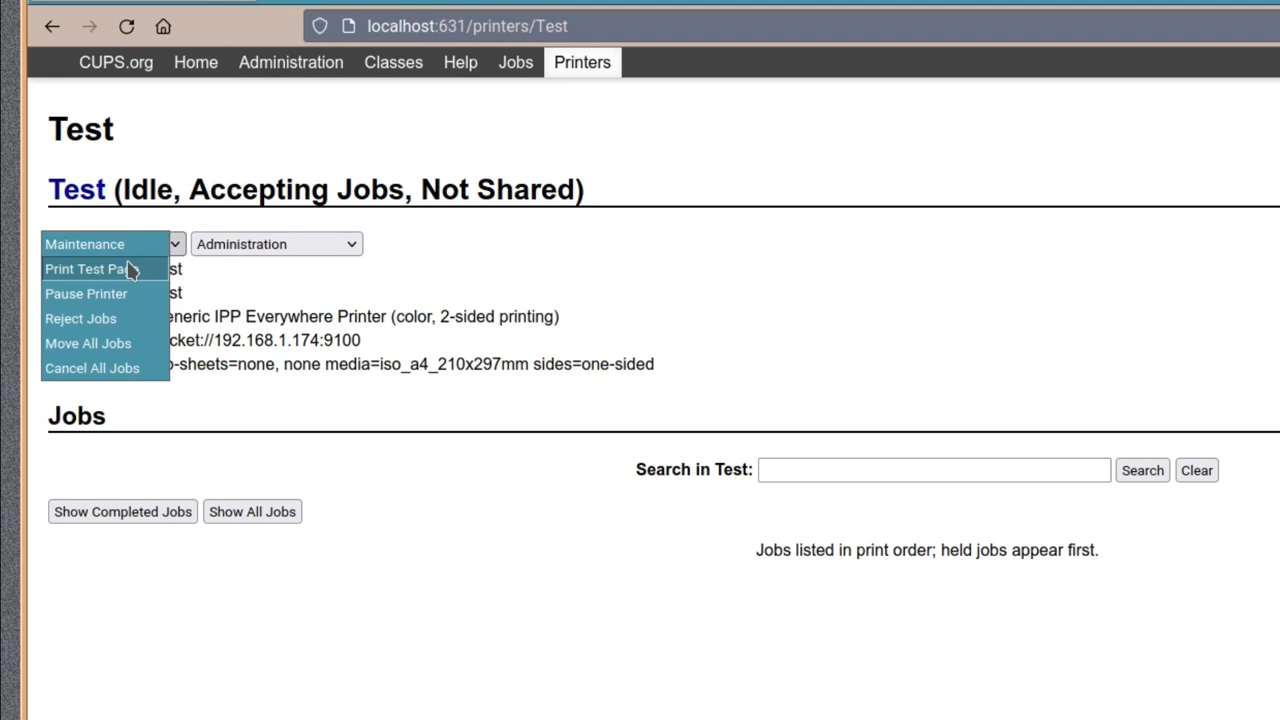 localhost:631/printers/Test
CUPS.org Home Administration Classes Help Jobs Printers
Test
Test (Idle, Accepting Jobs, Not Shared)
Maintenance Administration
Print Test
Pause Printer
Reject Jobs
Move All Jobs
Cancel All Jobs
st
st
eneric IPP Everywhere Printer (color, 2-sided printing)
cket://192.168.1.174:9100
b-sheets=none, none media=iso_a4_210x297mm sides=one-sided
Jobs
Search in Test: Search Clear
Show Completed Jobs Show All Jobs
Jobs listed in print order; held jobs appear first.